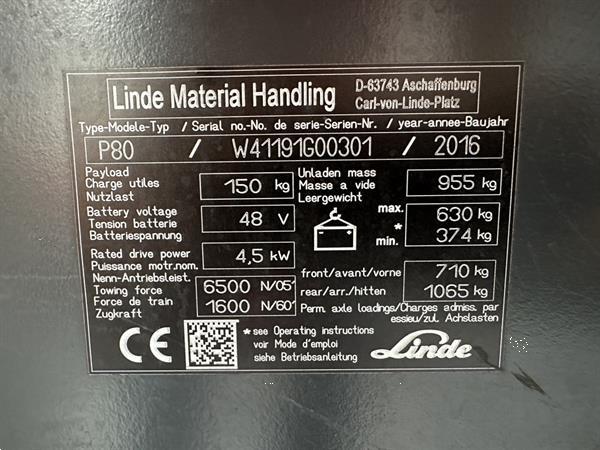 Linde Material Handling
D-63743 Aschaffenburg
Carl-von-Linde-Platz
Type-Modele-Typ / Serial no.-No. de serie-Serien-Nr. / year-annee-Baujahr
P80 / W41191G00301 / 2016
Payload
Charge utiles
Nutzlast
150 kg
Unladen mass
Masse a vide
Leergewicht
955 kg
Battery voltage
Tension batterie
Batteriespannung
48 V
max. 630 kg
*
min. 374 kg
Rated drive power
Puissance motr.nom.
Nenn-Antriebsleist.
4,5 kW
front/avant/vorne 710 kg
Towing force
Force de train
Zugkraft
6500 N/05'
1600 N/60'
rear/arr./hitten 1065 kg
Perm. axle loadings/Charges admiss. par
essieu/zul. Achslasten
CE
*see Operating instructions
voir Mode d'emploi
siehe Betriebsanleitung
Linde